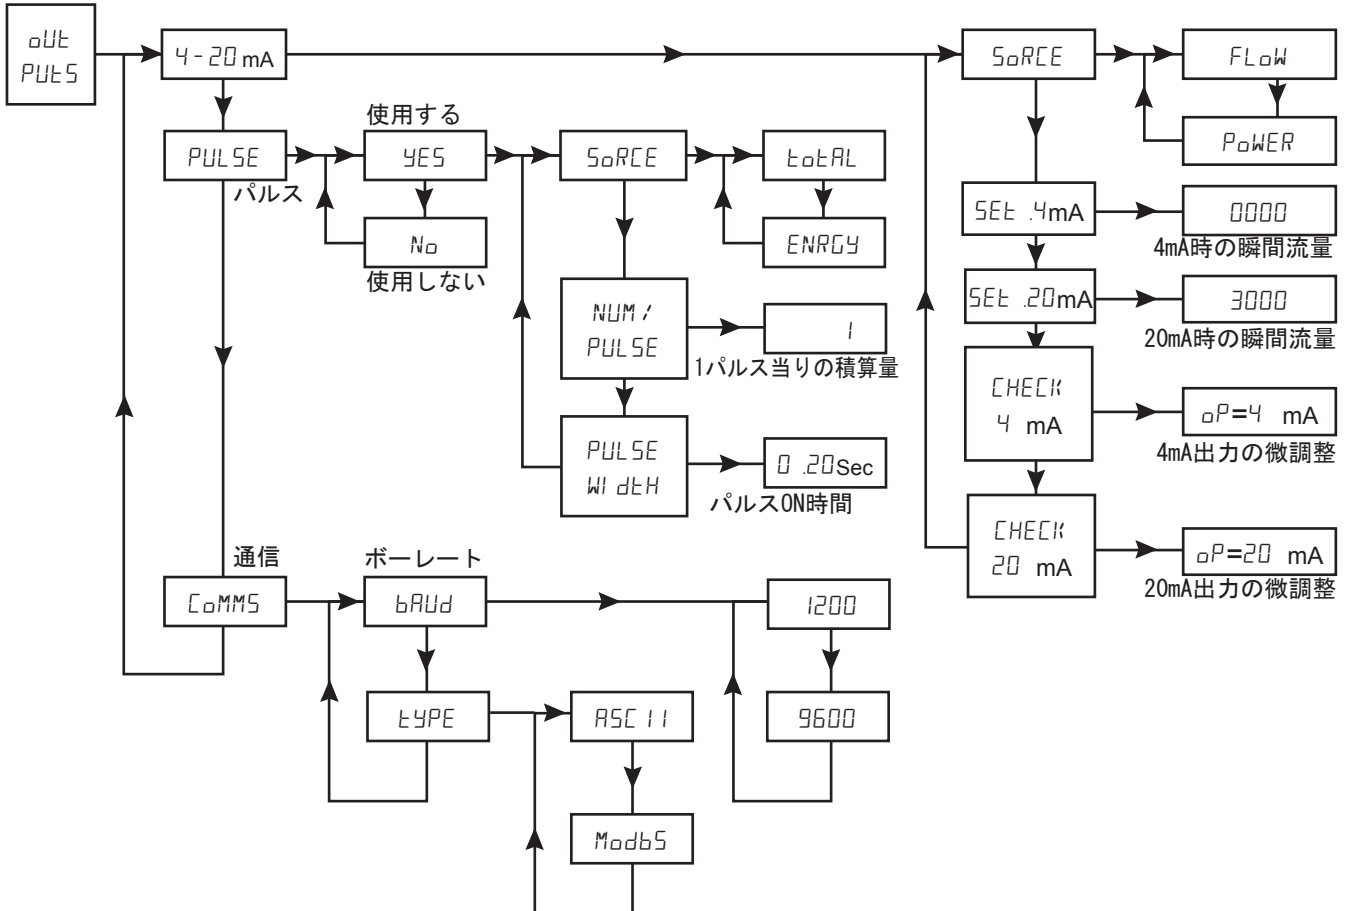 oUt
PUtS
4-20 mA
SoRCE
FLoW
PoWER
PULSE
パルス
使用する
YES
No
使用しない
SoRCE
totAL
ENRGY
NUM/
PULSE
1
1パルス当りの積算量
PULSE
WIdtH
0.20Sec
パルスON時間
SEt .4mA
0000
4mA時の瞬間流量
SEt .20mA
3000
20mA時の瞬間流量
CHECK
4 mA
oP=4 mA
4mA出力の微調整
CHECK
20 mA
oP=20 mA
20mA出力の微調整
通信
CoMMS
ボーレート
bAUd
1200
9600
tYPE
ASCII
ModbS